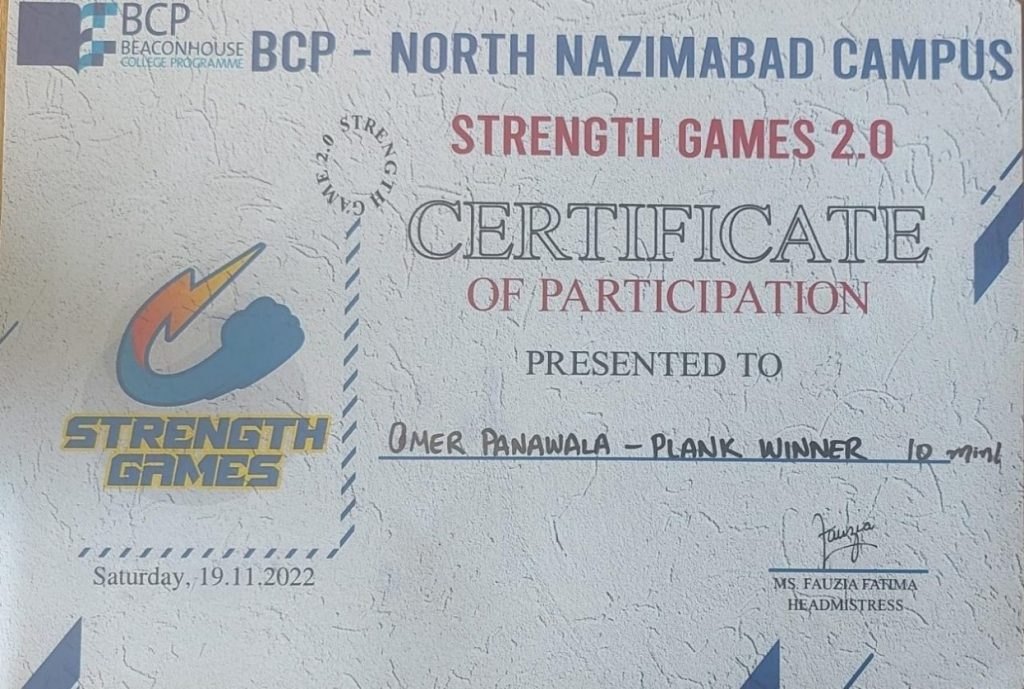 BCP
BEACONHOUSE
COLLEGE PROGRAMME
BCP - NORTH NAZIMABAD CAMPUS
STRENGTH GAMES 2.0
STRENGTH GAME 2.0
CERTIFICATE
OF PARTICIPATION
PRESENTED TO
OMER PANAWALA - PLANK WINNER 10
STRENGTH
GAMES
Saturday, 19.11.2022
Fauzia
MS. FAUZIA FATIMA
HEADMISTRESS